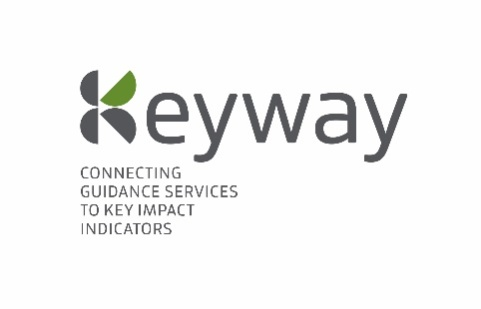 Keyway
CONNECTING
GUIDANCE SERVICES
TO KEY IMPACT
INDICATORS